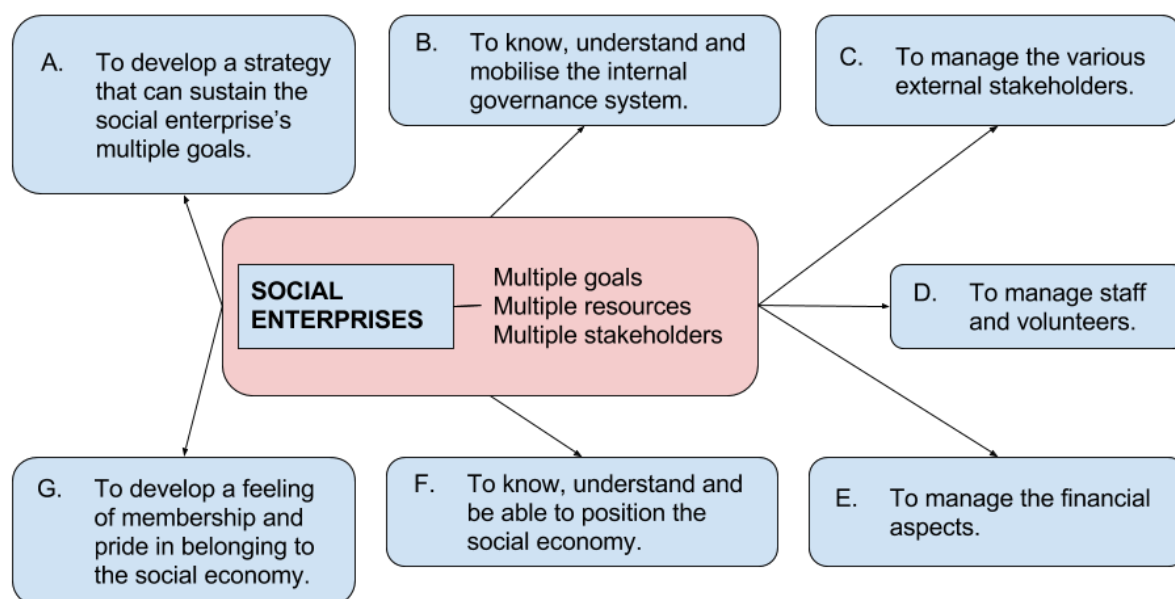 A. To develop a strategy
that can sustain the
social enterprise's
multiple goals.
B. To know, understand and
mobilise the internal
governance system.
C. To manage the various
external stakeholders.
SOCIAL
ENTERPRISES
Multiple goals
Multiple resources
Multiple stakeholders
D. To manage staff
and volunteers.
G. To develop a feeling
of membership and
pride in belonging to
the social economy.
F. To know, understand and
be able to position the
social economy.
E. To manage the financial
aspects.